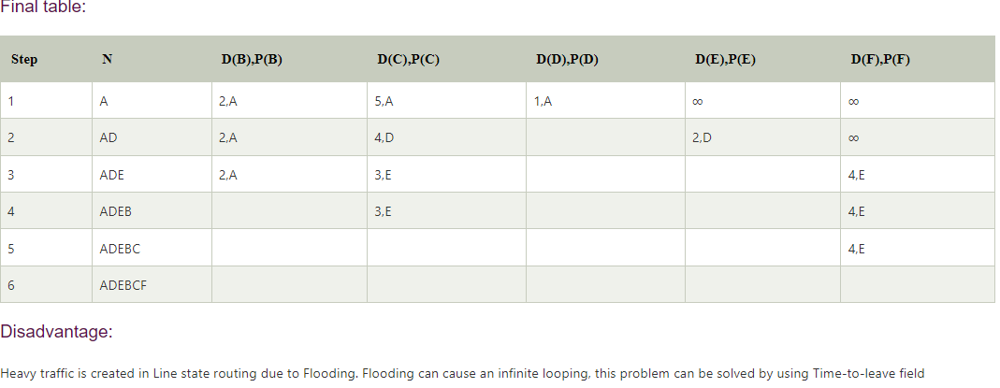 Final table:
Step N D(B),P(B) D(C),P(C) D(D),P(D) D(E),P(E) D(F),P(F)
1 A 2,A 5,A 1,A ∞ ∞
2 AD 2,A 4,D 2,D ∞
3 ADE 2,A 3,E 4,E
4 ADEB 3,E 4,E
5 ADEBC 4,E
6 ADEBCF
Disadvantage:
Heavy traffic is created in Line state routing due to Flooding. Flooding can cause an infinite looping, this problem can be solved by using Time-to-leave field